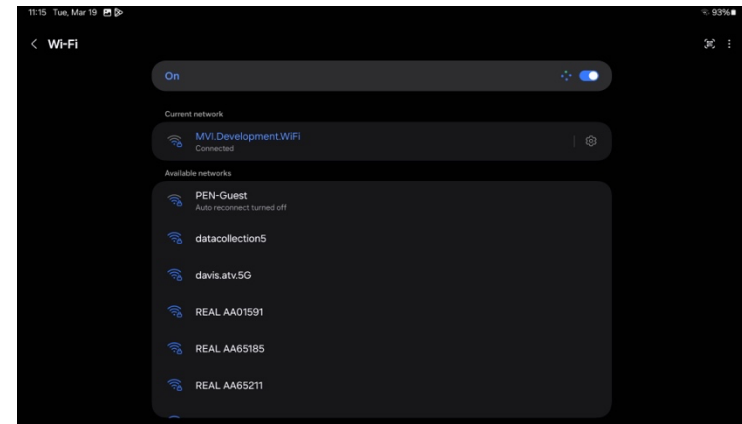 11:15 Tue, Mar 19 93%
Wi-Fi
On
Current network
MVI.Development.WiFi
Connected
Available networks
PEN-Guest
Auto reconnect turned off
datacollection5
davis.atv.5G
REAL AA01591
REAL AA65185
REAL AA65211